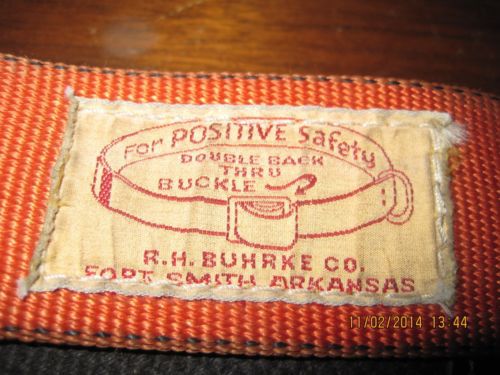 For POSITIVE Safety
DOUBLE BACK
THRU
BUCKLE
R.H. BUHRKE CO.
FORT SMITH ARKANSAS
11/02/2014 13:44